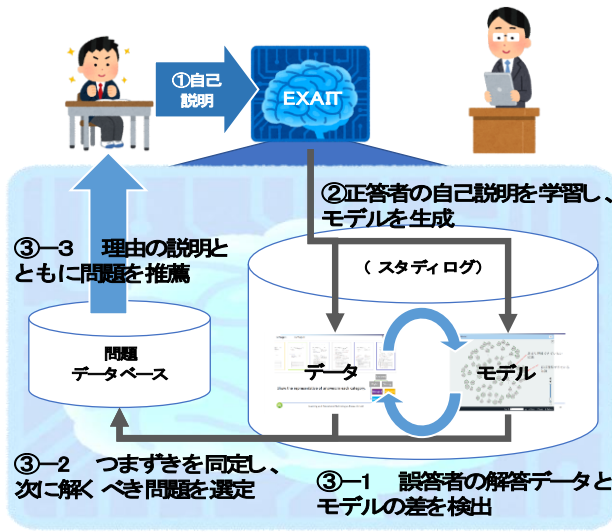 ①自己
説明
EXAIT
②正答者の自己説明を学習し、
モデルを生成
③ー3 理由の説明と
ともに問題を推薦
(スタディログ)
問題
データベース
データ
モデル
③ー2 つまずきを同定し、
次に解くべき問題を選定
③ー1 誤答者の解答データと
モデルの差を検出